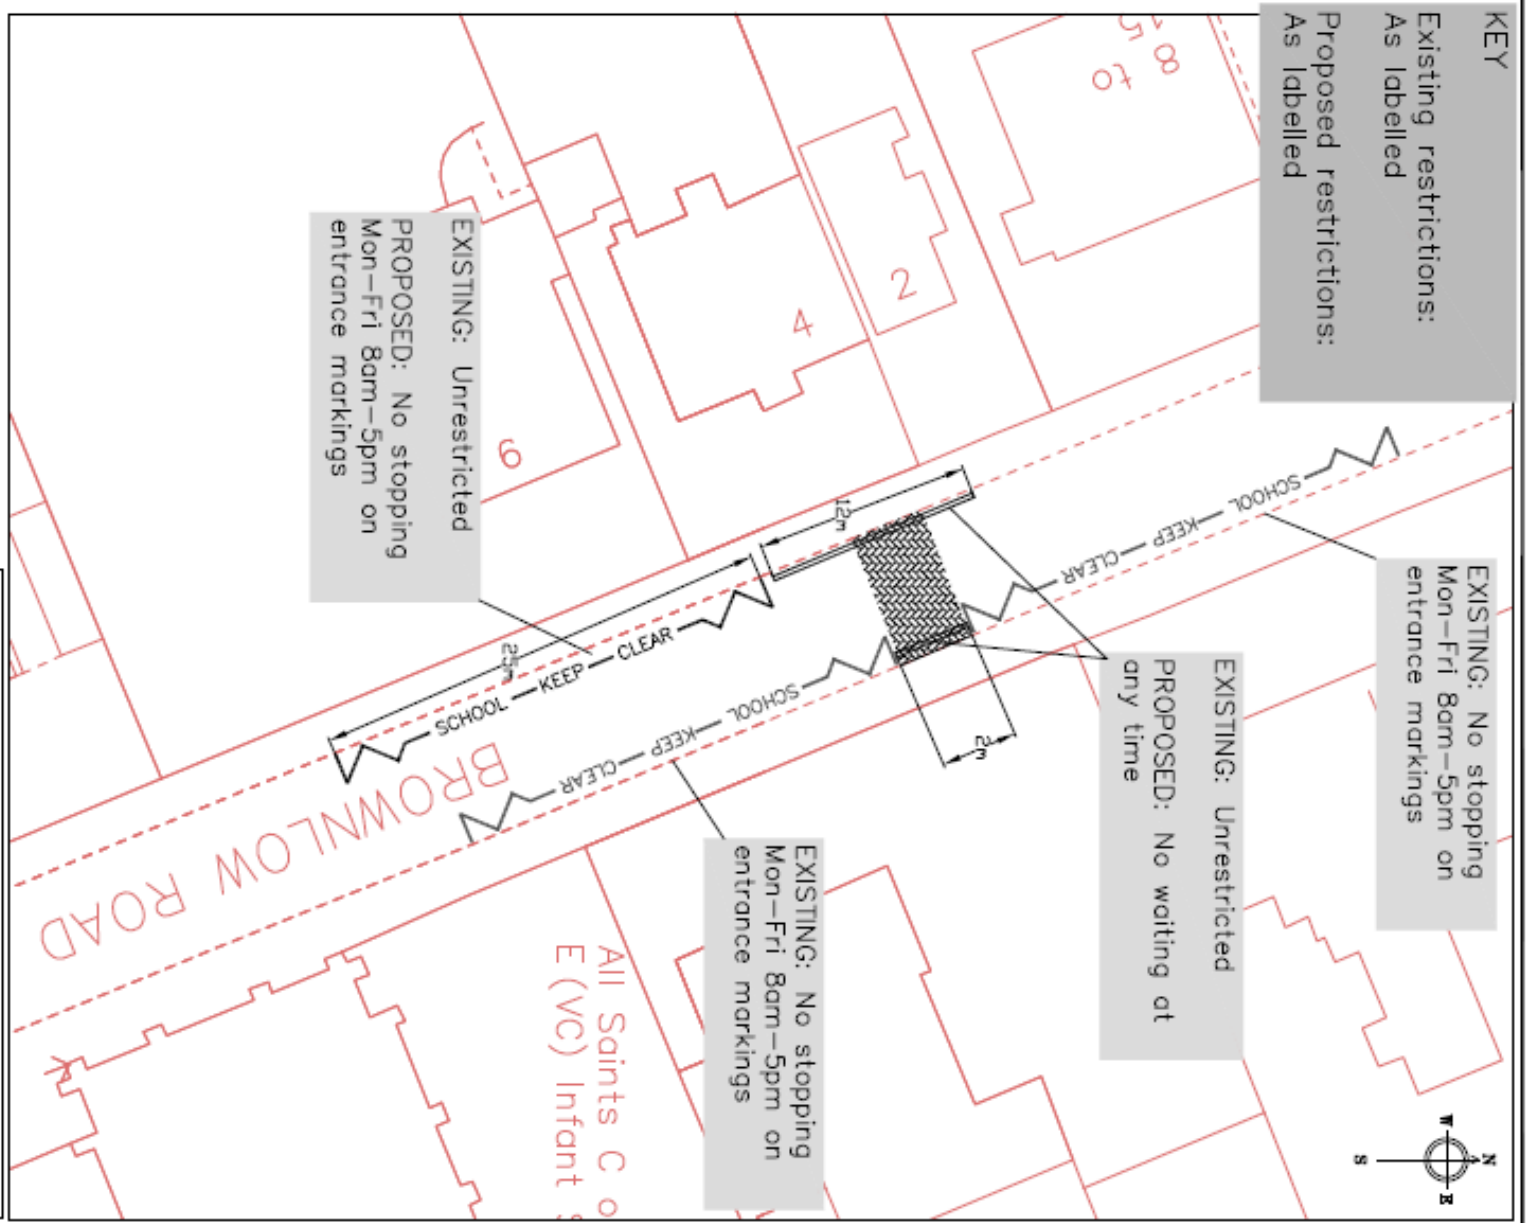 KEY
Existing restrictions:
As labelled
Proposed restrictions:
As labelled
EXISTING: No stopping
Mon-Fri 8am-5pm on
entrance markings
EXISTING: Unrestricted
PROPOSED: No waiting at
any time
EXISTING: No stopping
Mon-Fri 8am-5pm on
entrance markings
EXISTING: Unrestricted
PROPOSED: No stopping
Mon-Fri 8am-5pm on
entrance markings
SCHOOL KEEP CLEAR
SCHOOL KEEP CLEAR
SCHOOL KEEP CLEAR
12m
25m
2m
8 to
2
4
6
BROWNLOW ROAD
All Saints C o
E (VC) Infant
N
E
S
W